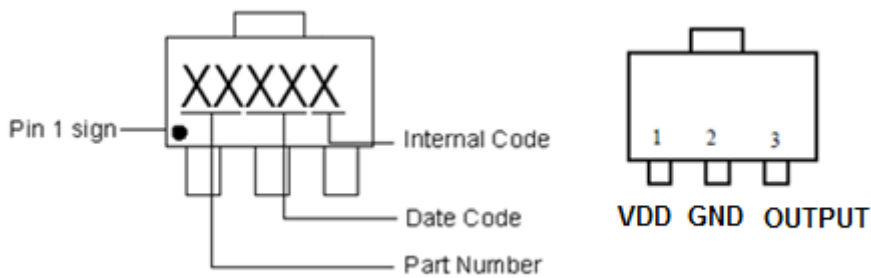 XXXXX
Pin 1 sign
Internal Code
Date Code
Part Number
1 2 3
VDD GND OUTPUT